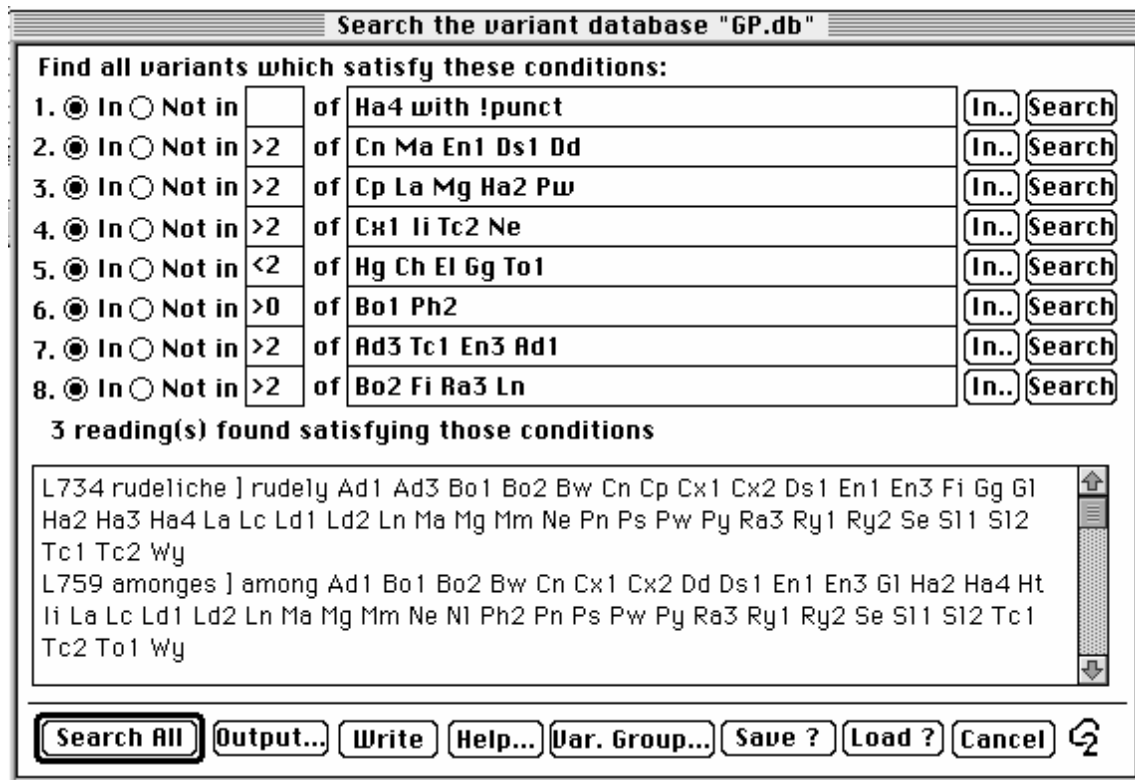 Search the variant database "GP.db"
Find all variants which satisfy these conditions:
1. In Not in of Ha4 with !punct In.. Search
2. In Not in >2 of Cn Ma En1 Ds1 Dd In.. Search
3. In Not in >2 of Cp La Mg Ha2 Pw In.. Search
4. In Not in >2 of Cx1 Ii Tc2 Ne In.. Search
5. In Not in <2 of Hg Ch El Gg To1 In.. Search
6. In Not in >0 of Bo1 Ph2 In.. Search
7. In Not in >2 of Ad3 Tc1 En3 Ad1 In.. Search
8. In Not in >2 of Bo2 Fi Ra3 Ln In.. Search
3 reading(s) found satisfying those conditions
L734 rudeliche ] rudely Ad1 Ad3 Bo1 Bo2 Bw Cn Cp Cx1 Cx2 Ds1 En1 En3 Fi Gg Gl
Ha2 Ha3 Ha4 La Lc Ld1 Ld2 Ln Ma Mg Mm Ne Pn Ps Pw Py Ra3 Ry1 Ry2 Se Sl1 Sl2
Tc1 Tc2 Wy
L759 amonges ] among Ad1 Bo1 Bo2 Bw Cn Cx1 Cx2 Dd Ds1 En1 En3 Gl Ha2 Ha4 Ht
Ii La Lc Ld1 Ld2 Ln Ma Mg Mm Ne Nl Ph2 Pn Ps Pw Py Ra3 Ry1 Ry2 Se Sl1 Sl2 Tc1
Tc2 To1 Wy
Search All Output... Write Help... Var. Group... Save ? Load ? Cancel